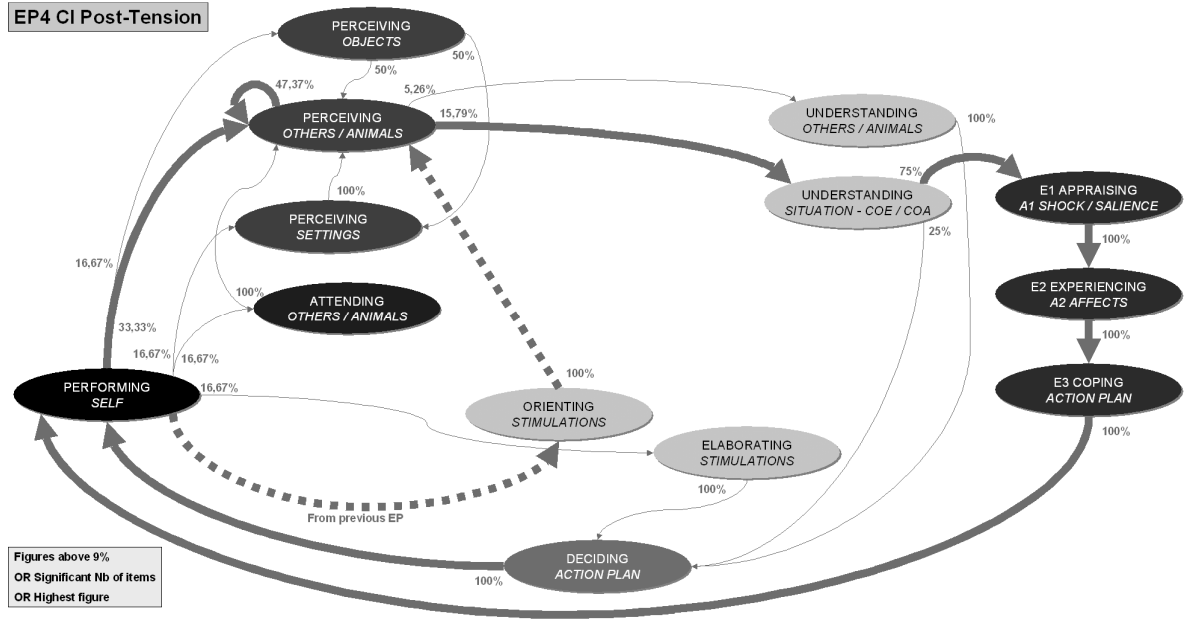 EP4 CI Post-Tension
PERCEIVING
OBJECTS
50%
50%
47,37%
5,26%
PERCEIVING
OTHERS / ANIMALS
15,79%
UNDERSTANDING
OTHERS / ANIMALS
100%
75%
UNDERSTANDING
SITUATION - COE / COA
25%
E1 APPRAISING
A1 SHOCK / SALIENCE
100%
100%
PERCEIVING
SETTINGS
16,67%
100%
ATTENDING
OTHERS / ANIMALS
E2 EXPERIENCING
A2 AFFECTS
100%
33,33%
16,67%
16,67%
PERFORMING
SELF
16,67%
100%
ORIENTING
STIMULATIONS
E3 COPING
ACTION PLAN
100%
ELABORATING
STIMULATIONS
100%
From previous EP
DECIDING
ACTION PLAN
100%
Figures above 9%
OR Significant Nb of items
OR Highest figure